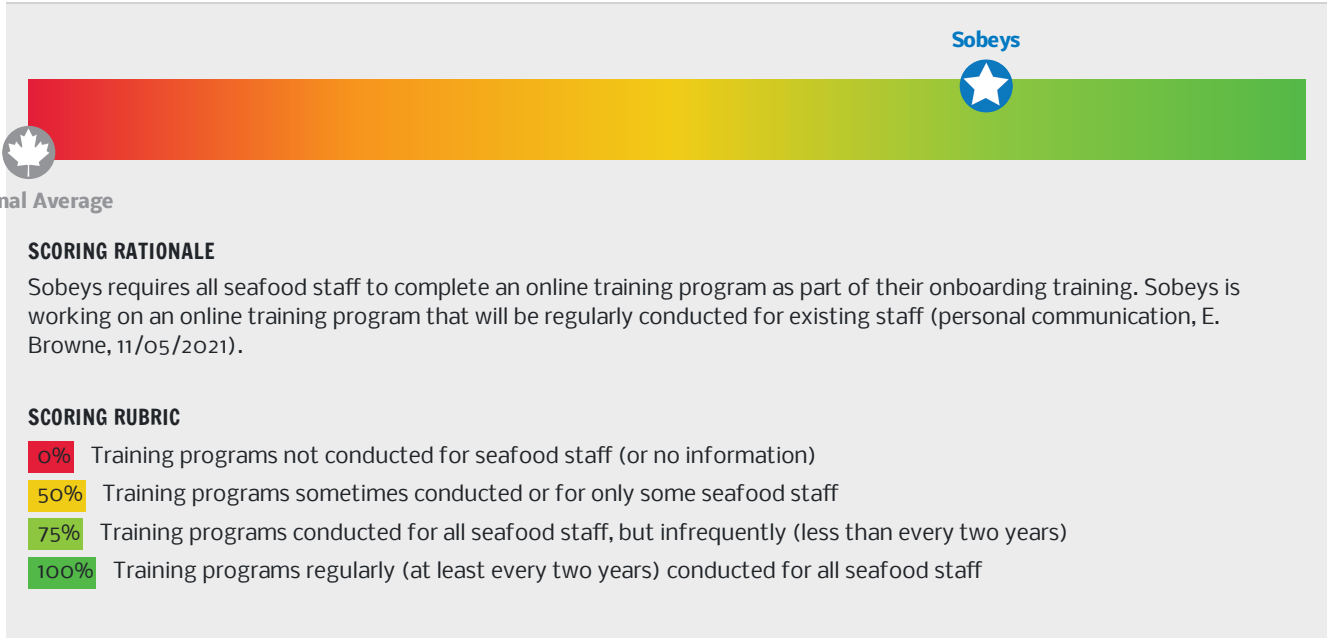 Sobeys
nal Average
SCORING RATIONALE
Sobeys requires all seafood staff to complete an online training program as part of their onboarding training. Sobeys is
working on an online training program that will be regularly conducted for existing staff (personal communication, E.
Browne, 11/05/2021).
SCORING RUBRIC
0% Training programs not conducted for seafood staff (or no information)
50% Training programs sometimes conducted or for only some seafood staff
75% Training programs conducted for all seafood staff, but infrequently (less than every two years)
100% Training programs regularly (at least every two years) conducted for all seafood staff